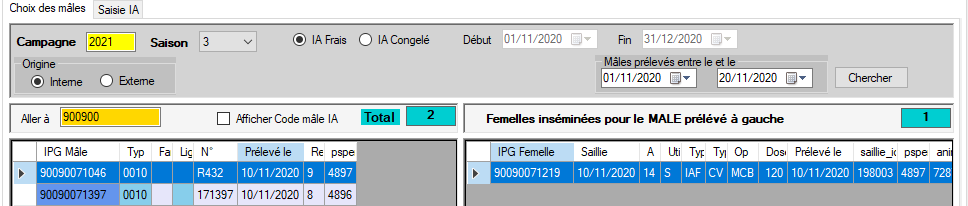 Choix des mâles Saisie IA
Campagne 2021 Saison 3 IA Frais IA Congelé Début 01/11/2020 Fin 31/12/2020
Origine
Interne Externe
Mâles prélevés entre le et le
01/11/2020 20/11/2020 Chercher
Aller à 900900 Afficher Code mâle IA Total 2
Femelles inséminées pour le MALE prélévé à gauche 1
IPG Mâle Typ Fa Lig N° Prélevé le Re pspe
90090071046 0010 R432 10/11/2020 9 4897
90090071397 0010 171397 10/11/2020 8 4896
IPG Femelle Saillie A Uti Typ Typ Op Dose Prélevé le saillie_ic pspe anir
90090071219 10/11/2020 14 S IAF CV MCB 120 10/11/2020 198003 4897 728